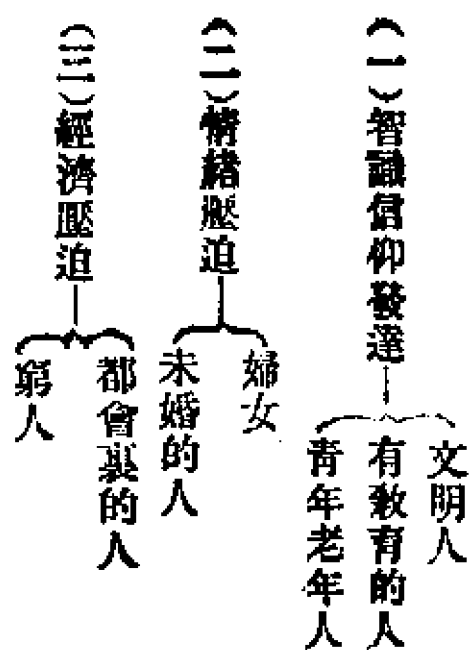 （一）智識信仰發達
文明人
有敎育的人
靑年老年人
（二）情緒壓迫
婦女
未婚的人
（三）經濟壓迫
都會裏的人
窮人